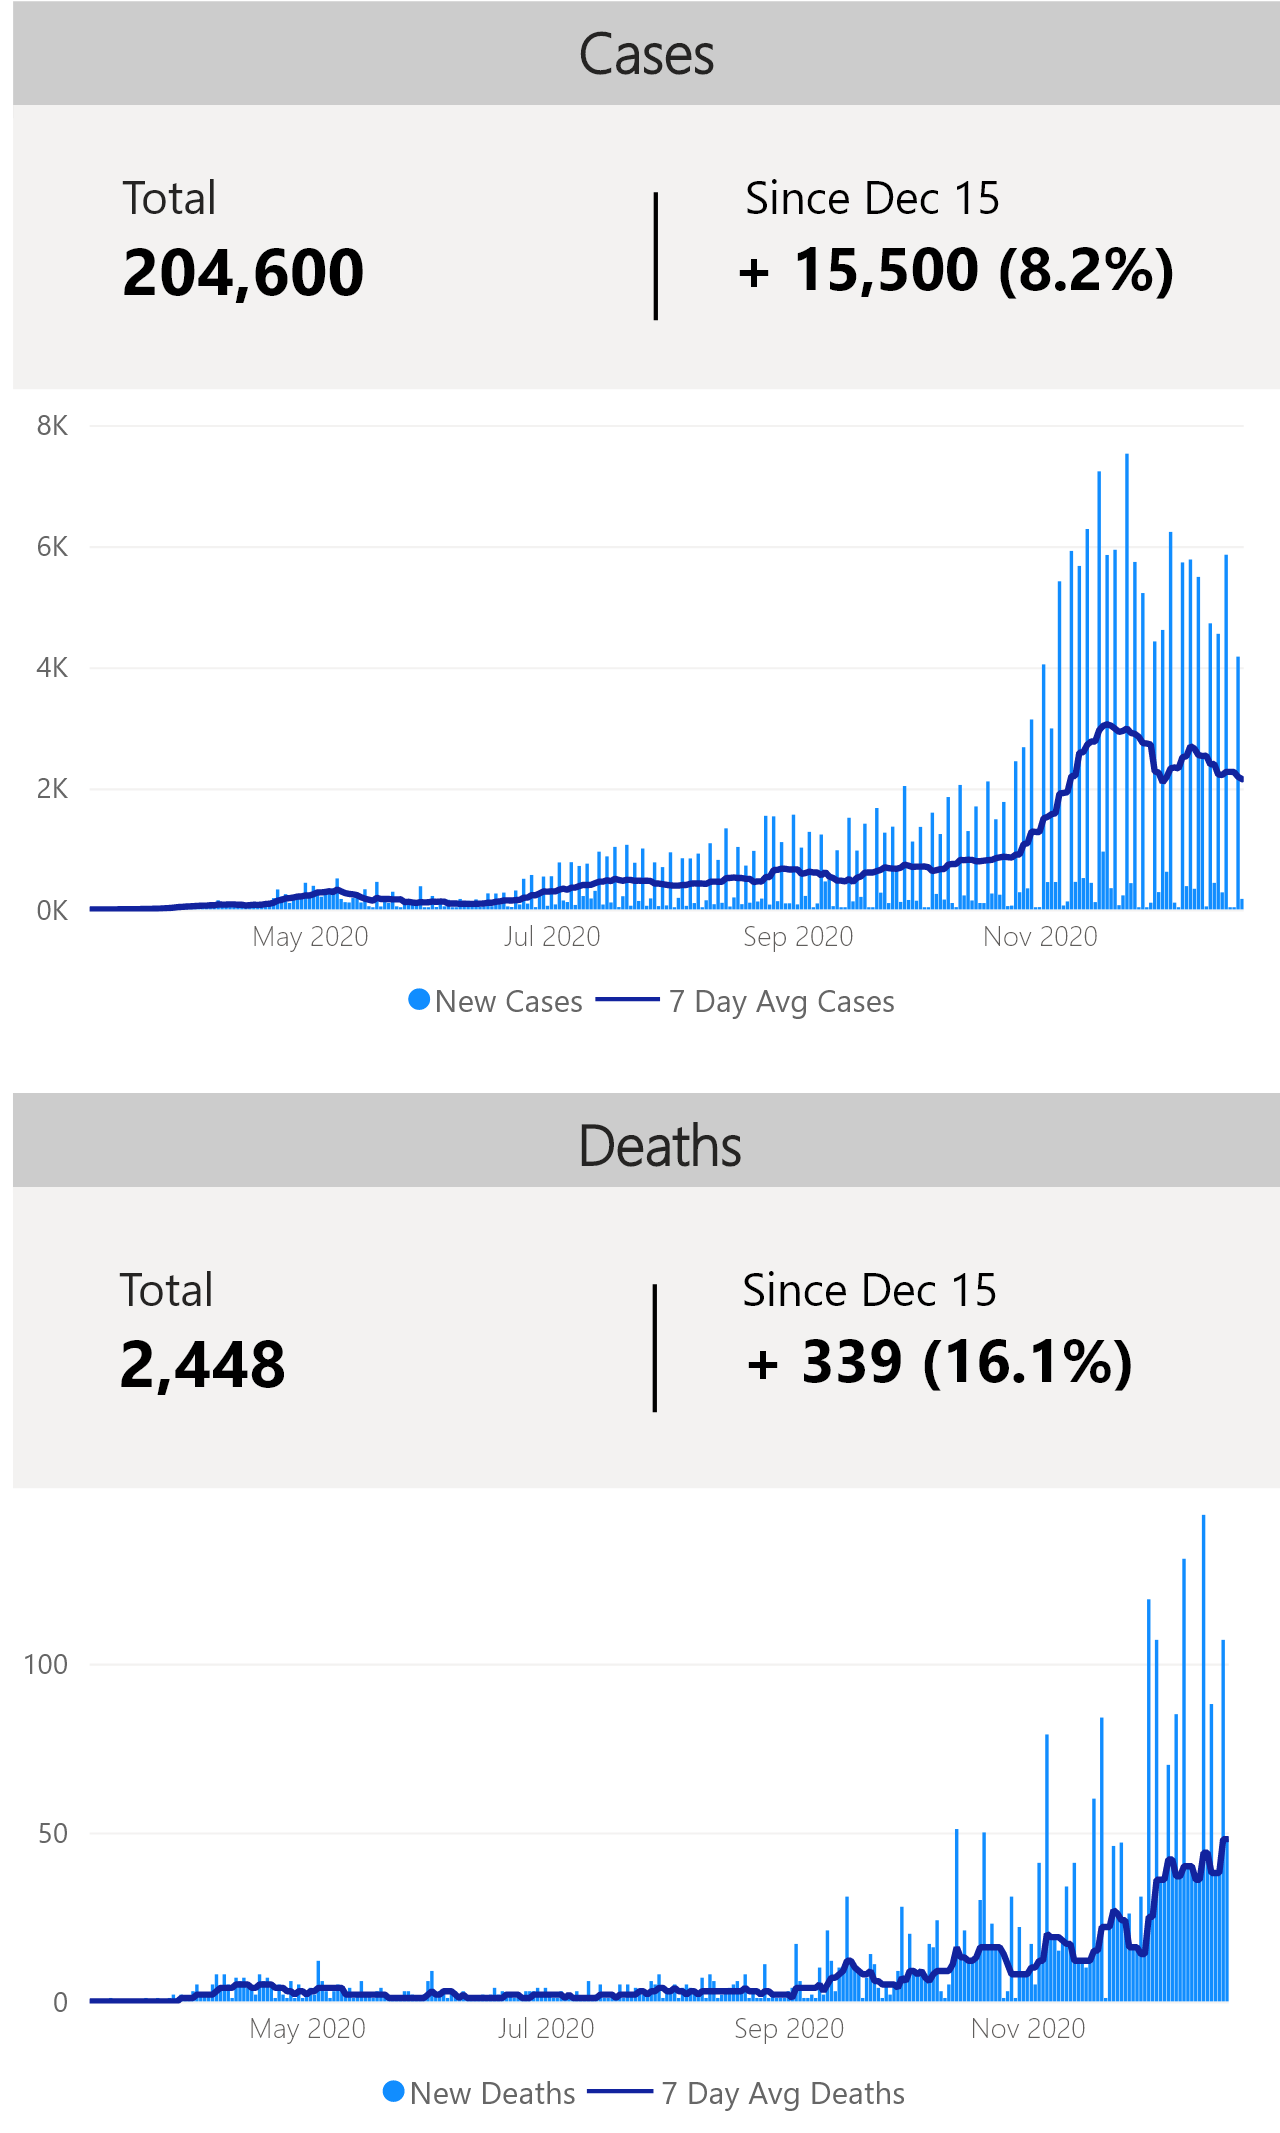 Cases
Total
204,600
Since Dec 15
+ 15,500 (8.2%)
8K
6K
4K
2K
0K
May 2020 Jul 2020 Sep 2020 Nov 2020
New Cases 7 Day Avg Cases
Deaths
Total
2,448
Since Dec 15
+ 339 (16.1%)
100
50
0
May 2020 Jul 2020 Sep 2020 Nov 2020
New Deaths 7 Day Avg Deaths